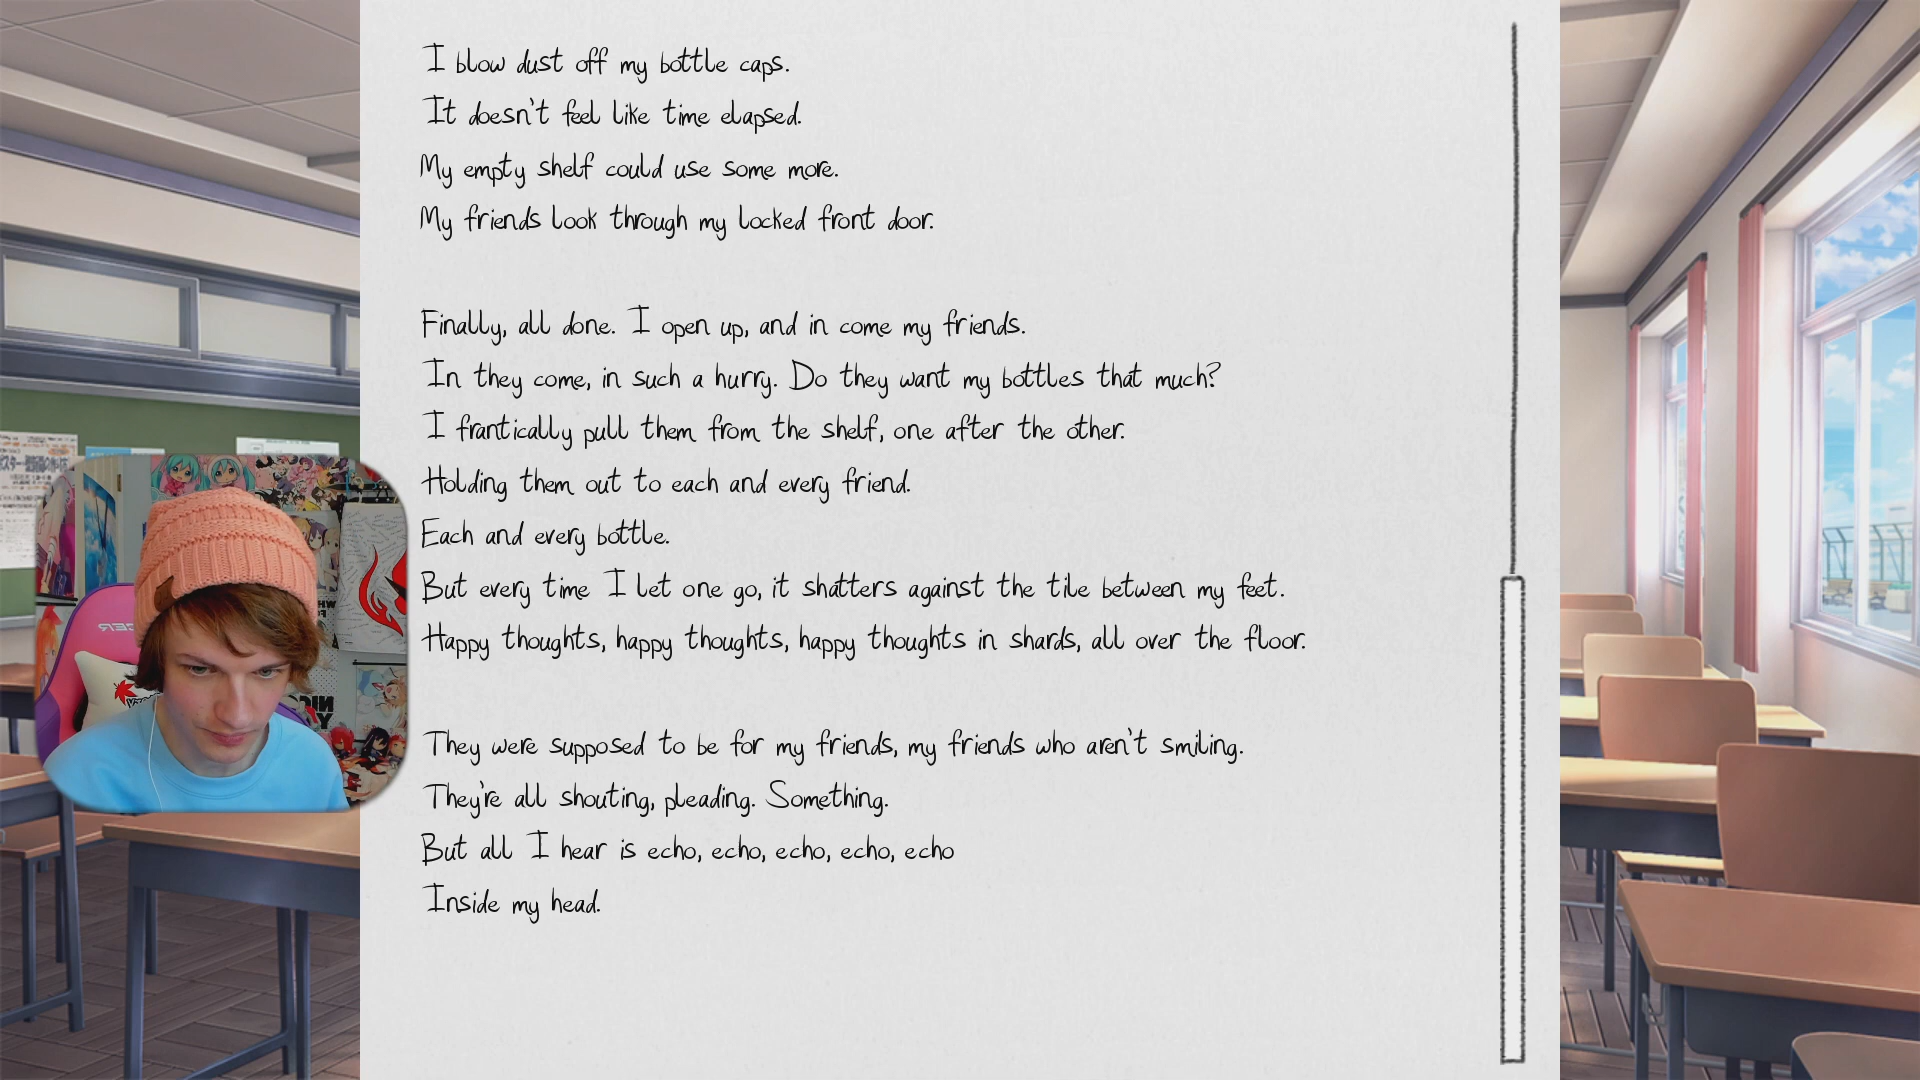 I blow dust off my bottle caps.
It doesn't feel like time elapsed.
My empty shelf could use some more.
My friends look through my locked front door.
Finally, all done. I open up, and in come my friends.
In they come, in such a hurry. Do they want my bottles that much?
I frantically pull them from the shelf, one after the other.
Holding them out to each and every friend.
Each and every bottle.
But every time I let one go, it shatters against the tile between my feet.
Happy thoughts, happy thoughts, happy thoughts in shards, all over the floor.
They were supposed to be for my friends, my friends who aren't smiling.
They're all shouting, pleading. Something.
But all I hear is echo, echo, echo, echo, echo
Inside my head.